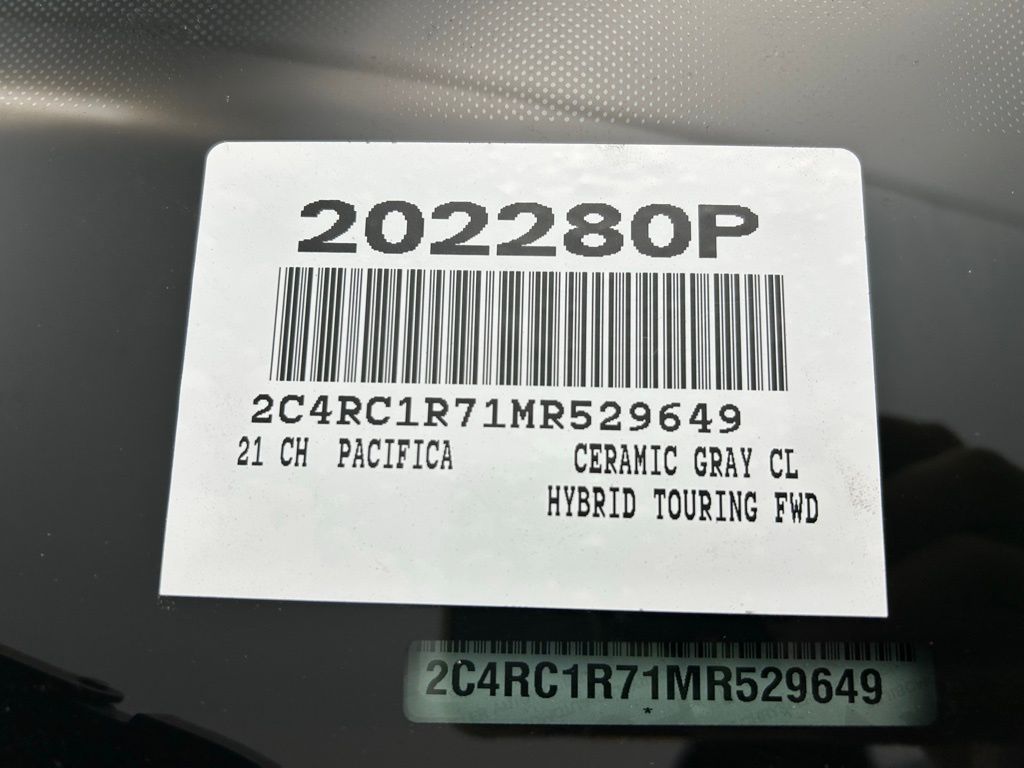 202280P
2C4RC1R71MR529649
21 CH PACIFICA CERAMIC GRAY CL
HYBRID TOURING FWD
2C4RC1R71MR529649
*